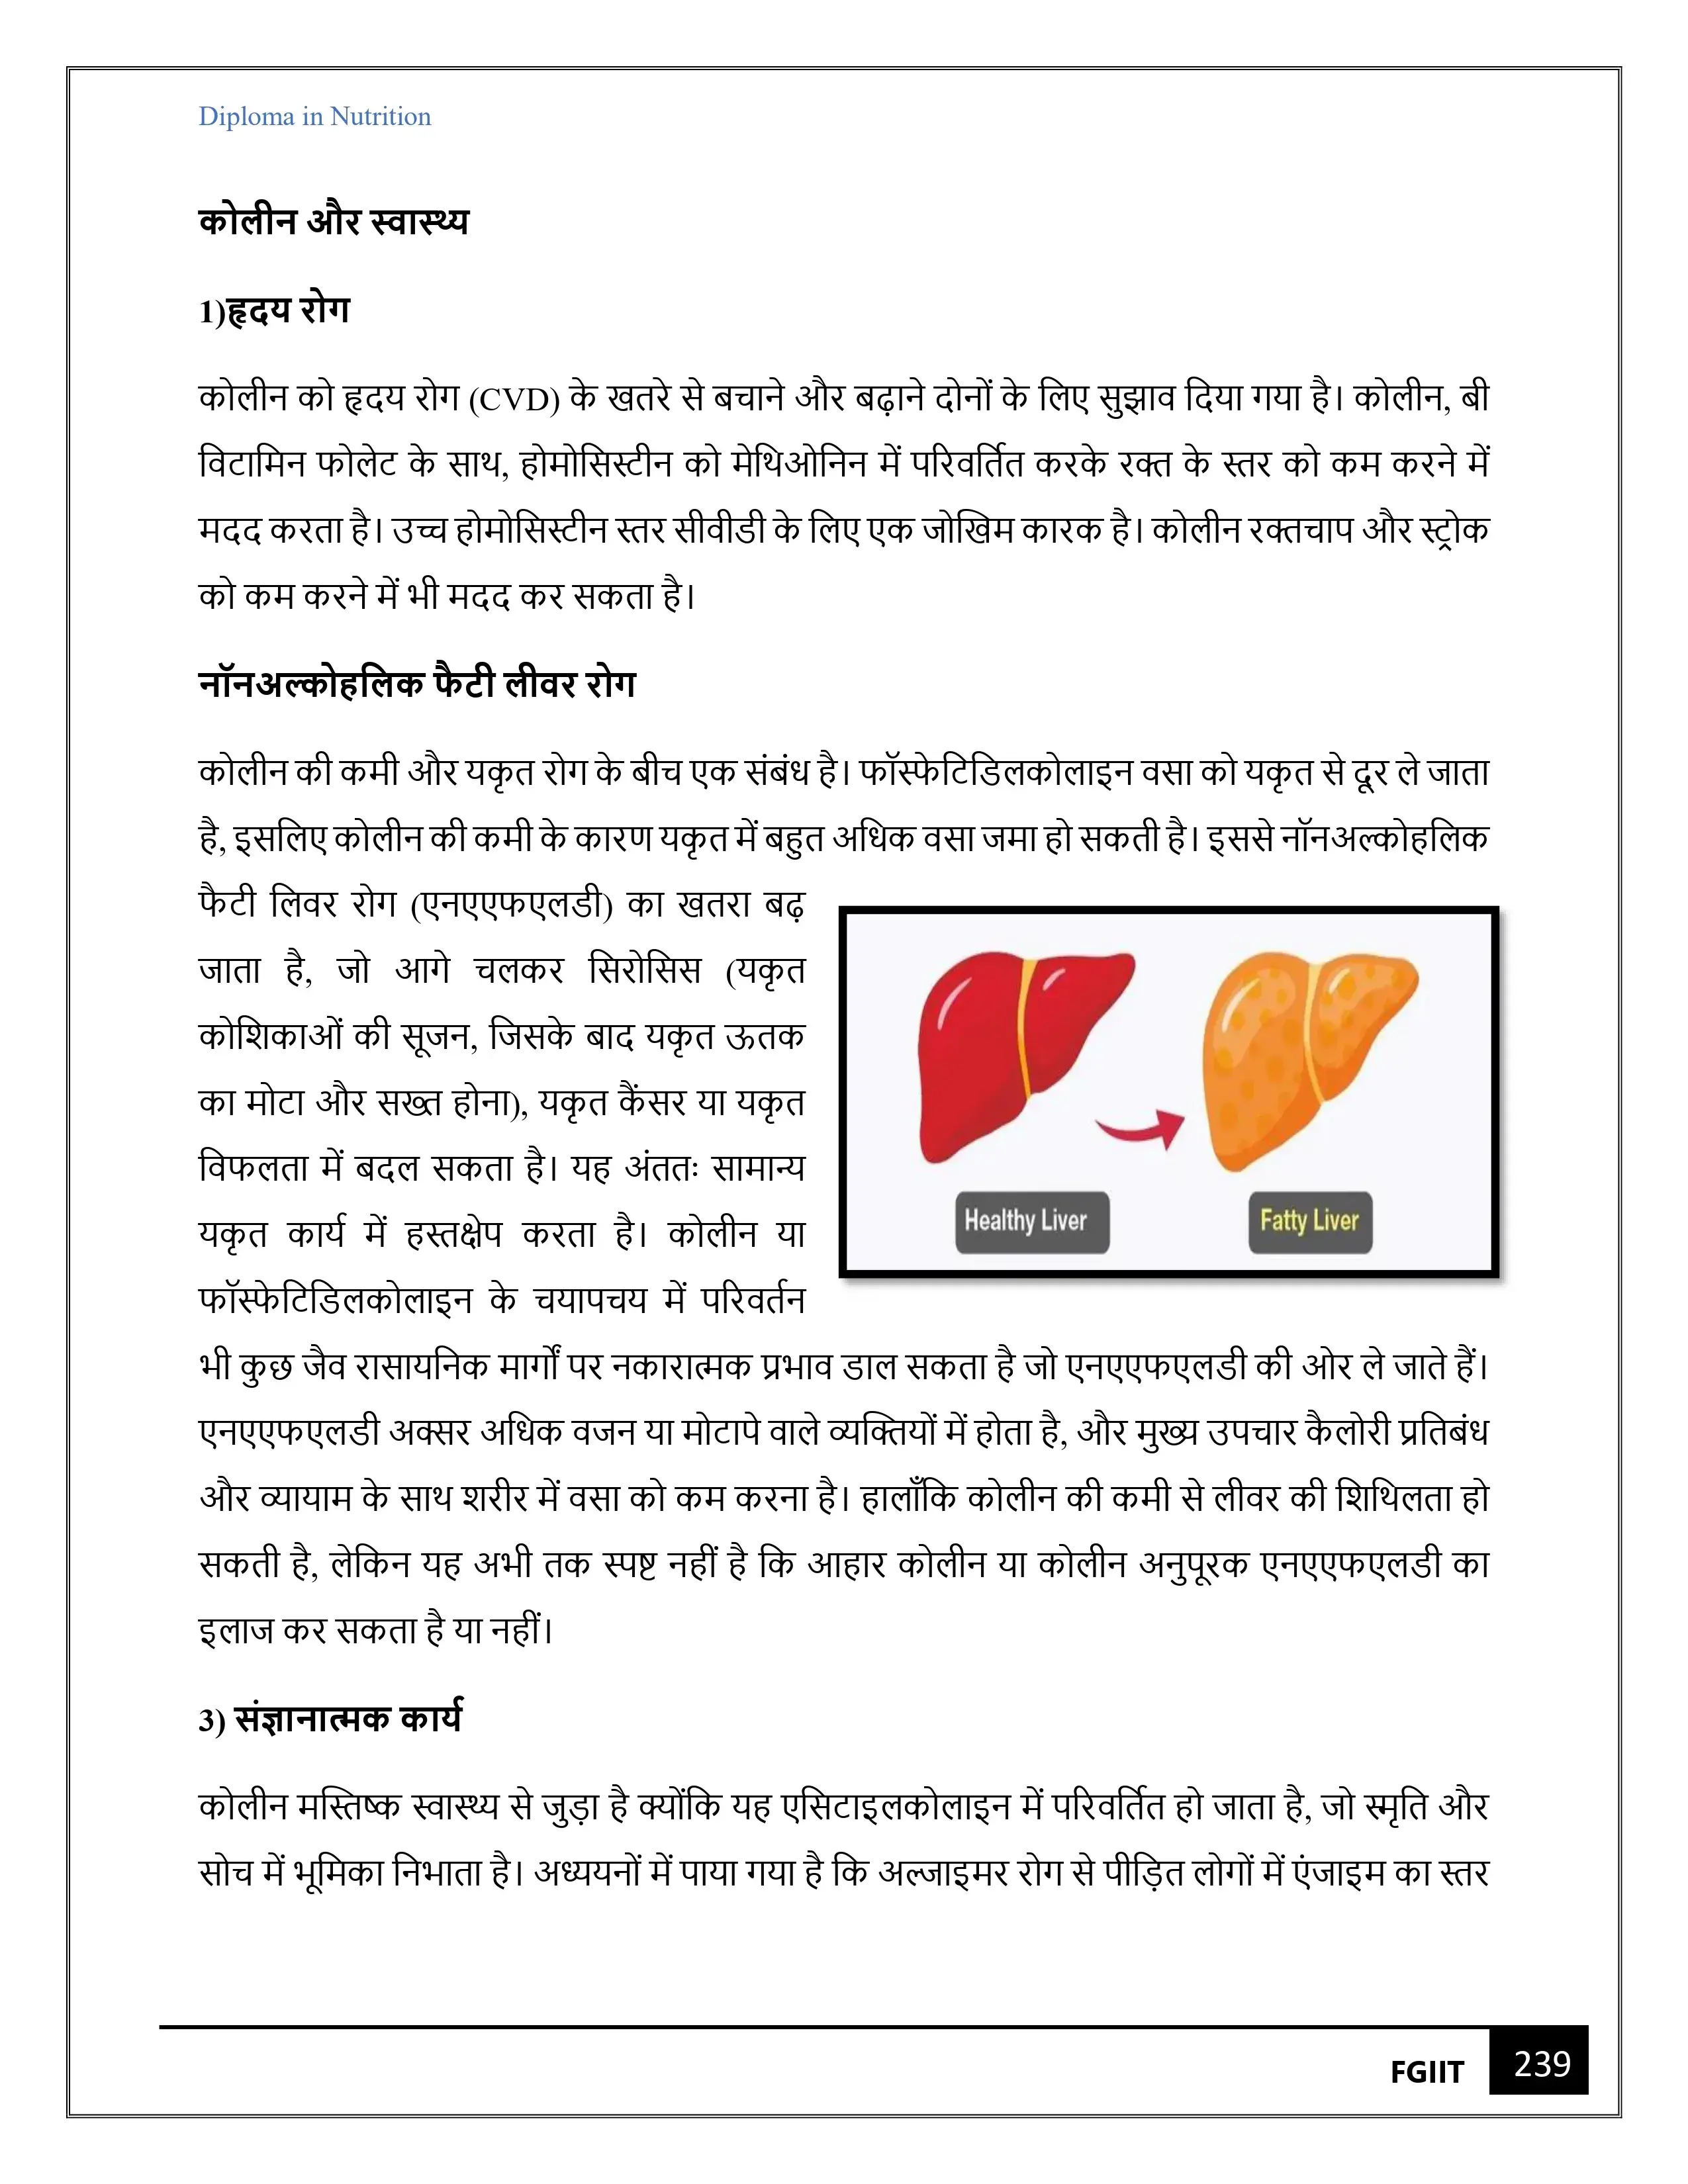 Diploma in Nutrition
कोलीन और स्वास्थ्य
1)हृदय रोग
कोलीन को हृदय रोग (CVD) के खतरे से बचाने और बढ़ाने दोनों के लिए सुझाव दिया गया है। कोलीन, बी
विटामिन फोलेट के साथ, होमोसिस्टीन को मेथिओनिन में परिवर्तित करके रक्त के स्तर को कम करने में
मदद करता है। उच्च होमोसिस्टीन स्तर सीवीडी के लिए एक जोखिम कारक है। कोलीन रक्तचाप और स्ट्रोक
को कम करने में भी मदद कर सकता है।
नॉनअल्कोहलिक फैटी लीवर रोग
कोलीन की कमी और यकृत रोग के बीच एक संबंध है। फॉस्फेटिडिलकोलाइन वसा को यकृत से दूर ले जाता
है, इसलिए कोलीन की कमी के कारण यकृत में बहुत अधिक वसा जमा हो सकती है। इससे नॉनअल्कोहलिक
फैटी लिवर रोग (एनएएफएलडी) का खतरा बढ़
जाता है, जो आगे चलकर सिरोसिस (यकृत
कोशिकाओं की सूजन, जिसके बाद यकृत ऊतक
का मोटा और सख्त होना), यकृत कैंसर या यकृत
विफलता में बदल सकता है। यह अंततः सामान्य
यकृत कार्य में हस्तक्षेप करता है। कोलीन या
फॉस्फेटिडिलकोलाइन के चयापचय में परिवर्तन
Healthy Liver
Fatty Liver
भी कुछ जैव रासायनिक मार्गों पर नकारात्मक प्रभाव डाल सकता है जो एनएएफएलडी की ओर ले जाते हैं।
एनएएफएलडी अक्सर अधिक वजन या मोटापे वाले व्यक्तियों में होता है, और मुख्य उपचार कैलोरी प्रतिबंध
और व्यायाम के साथ शरीर में वसा को कम करना है। हालाँकि कोलीन की कमी से लीवर की शिथिलता हो
सकती है, लेकिन यह अभी तक स्पष्ट नहीं है कि आहार कोलीन या कोलीन अनुपूरक एनएएफएलडी का
इलाज कर सकता है या नहीं।
3) संज्ञानात्मक कार्य
कोलीन मस्तिष्क स्वास्थ्य से जुड़ा है क्योंकि यह एसिटाइलकोलाइन में परिवर्तित हो जाता है, जो स्मृति और
सोच में भूमिका निभाता है। अध्ययनों में पाया गया है कि अल्जाइमर रोग से पीड़ित लोगों में एंजाइम का स्तर
FGIIT 239